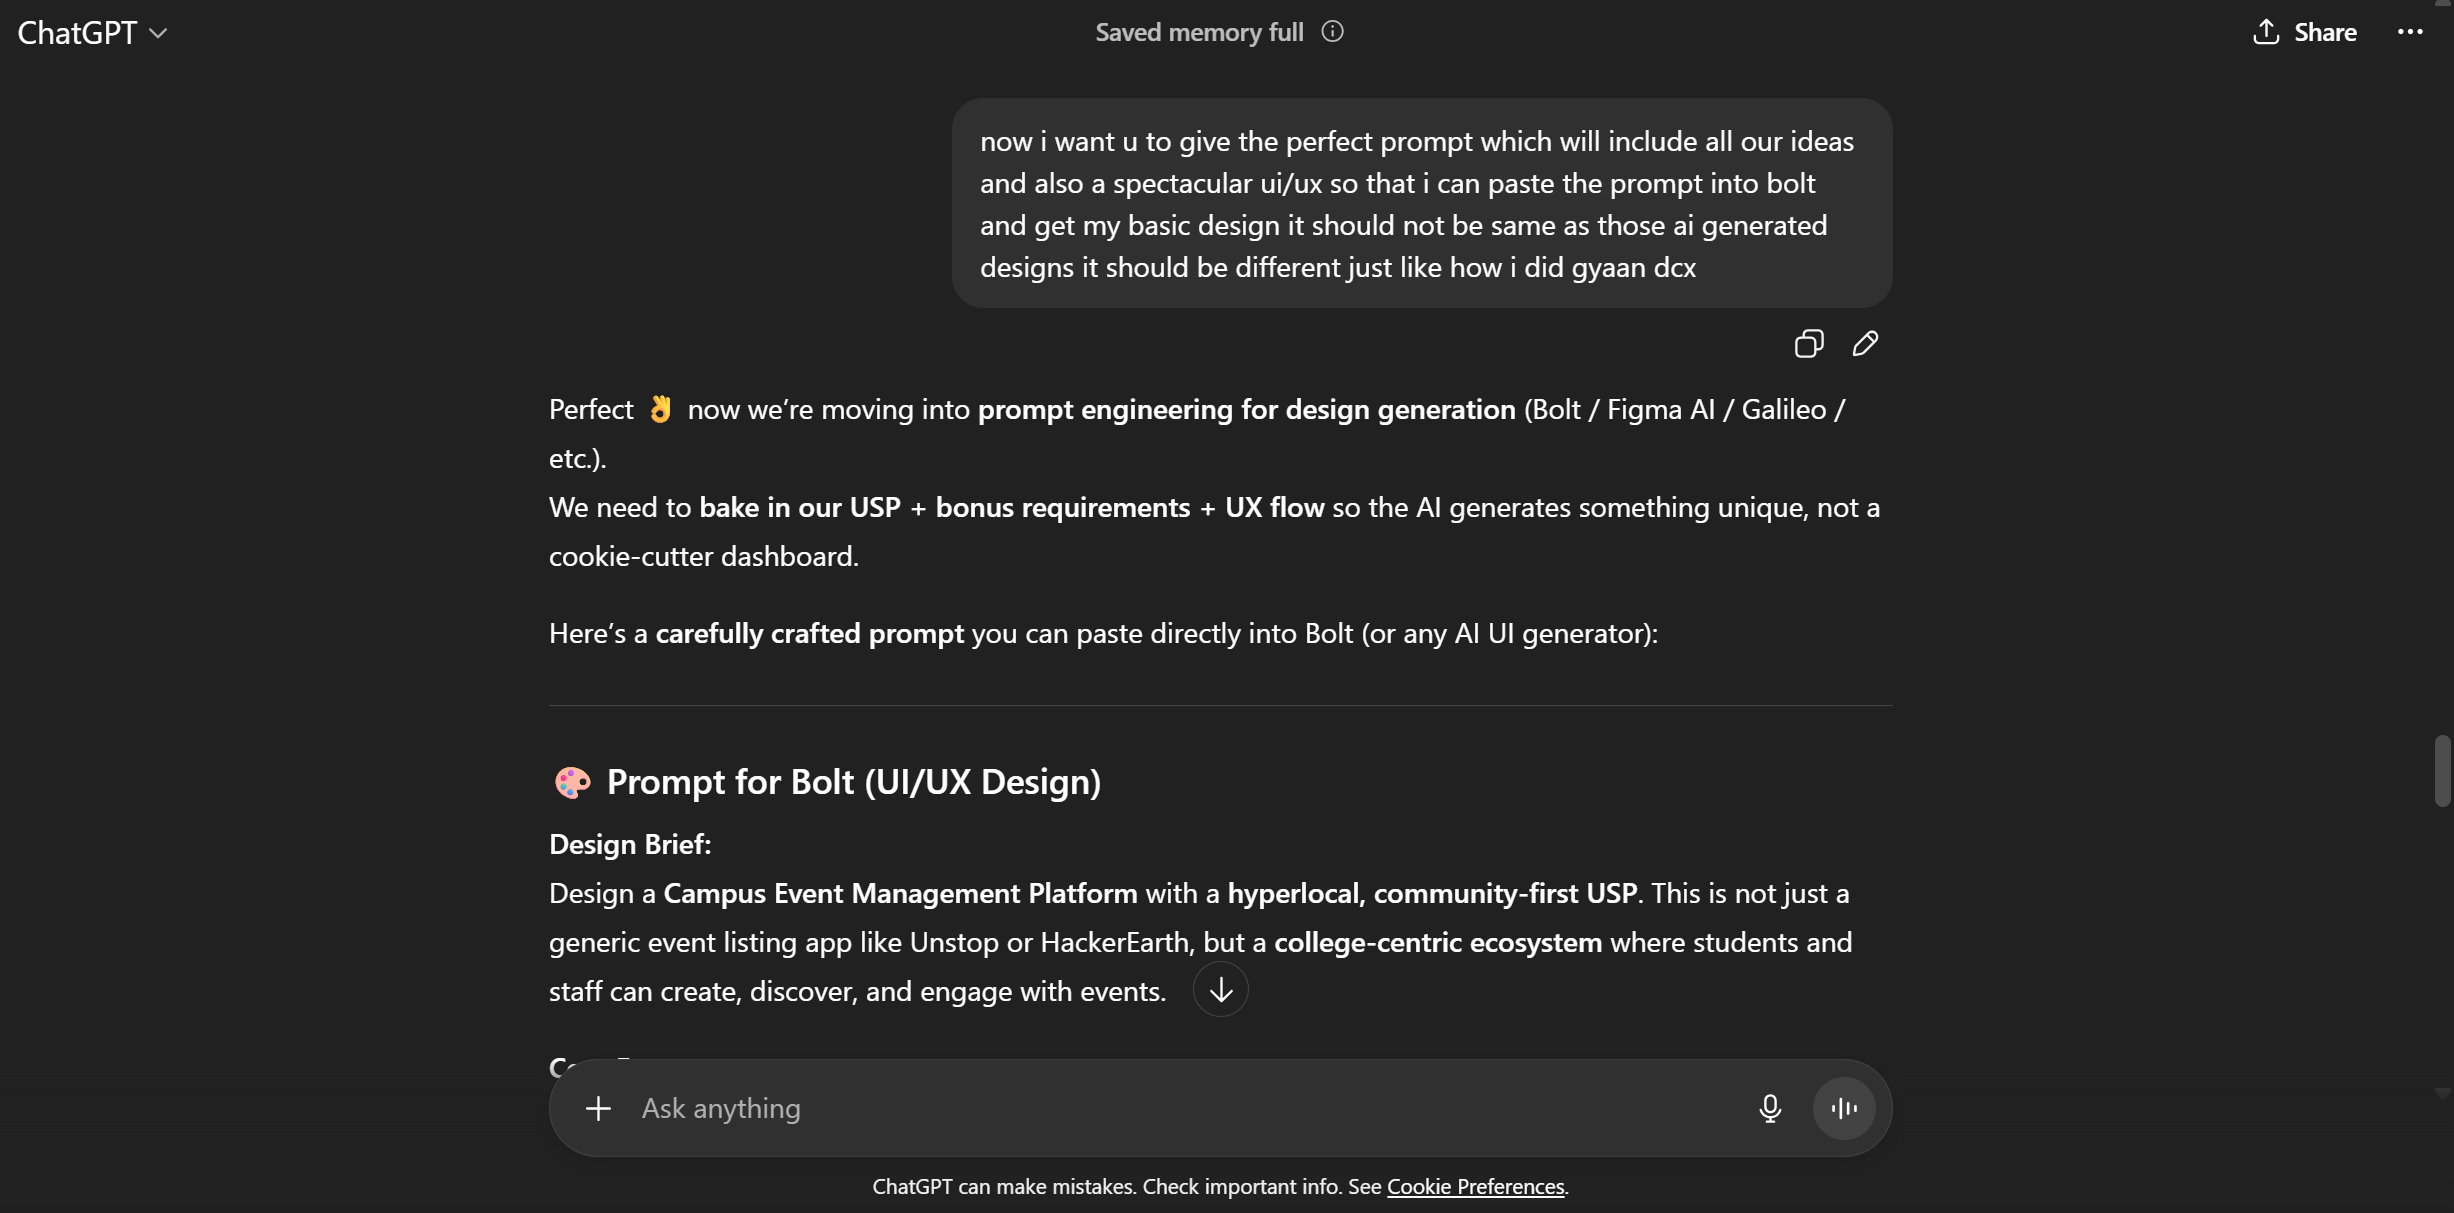 ChatGPT
Saved memory full
Share
now i want u to give the perfect prompt which will include all our ideas
and also a spectacular ui/ux so that i can paste the prompt into bolt
and get my basic design it should not be same as those ai generated
designs it should be different just like how i did gyaan dcx
Perfect 👌 now we’re moving into prompt engineering for design generation (Bolt / Figma AI / Galileo /
etc.).
We need to bake in our USP + bonus requirements + UX flow so the AI generates something unique, not a
cookie-cutter dashboard.
Here’s a carefully crafted prompt you can paste directly into Bolt (or any AI UI generator):
🎨 Prompt for Bolt (UI/UX Design)
Design Brief:
Design a Campus Event Management Platform with a hyperlocal, community-first USP. This is not just a
generic event listing app like Unstop or HackerEarth, but a college-centric ecosystem where students and
staff can create, discover, and engage with events.
Ask anything
ChatGPT can make mistakes. Check important info. See Cookie Preferences.